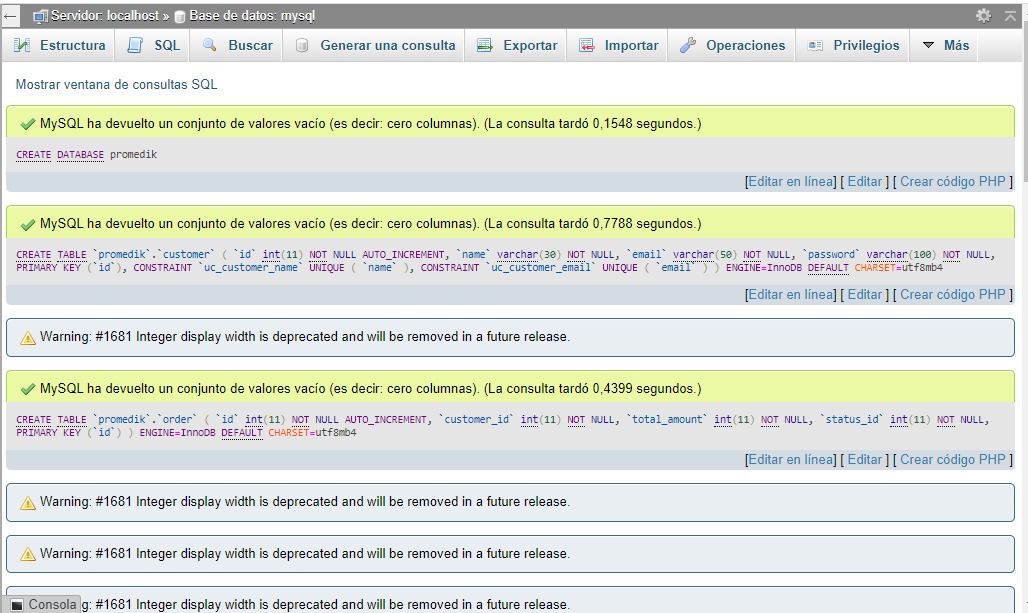 Servidor: localhost » Base de datos: mysql
Estructura SQL Buscar Generar una consulta Exportar Importar Operaciones Privilegios Más
Mostrar ventana de consultas SQL
MySQL ha devuelto un conjunto de valores vacío (es decir: cero columnas). (La consulta tardó 0,1548 segundos.)
CREATE DATABASE promedik
[Editar en línea] [ Editar ] [ Crear código PHP ]
MySQL ha devuelto un conjunto de valores vacío (es decir: cero columnas). (La consulta tardó 0,7788 segundos.)
CREATE TABLE `promedik`.`customer` ( `id` int(11) NOT NULL AUTO_INCREMENT, `name` varchar(30) NOT NULL, `email` varchar(50) NOT NULL, `password` varchar(100) NOT NULL,
PRIMARY KEY (`id`), CONSTRAINT `uc_customer_name` UNIQUE ( `name` ), CONSTRAINT `uc_customer_email` UNIQUE ( `email` ) ) ENGINE=InnoDB DEFAULT CHARSET=utf8mb4
[Editar en línea] [ Editar ] [ Crear código PHP ]
Warning: #1681 Integer display width is deprecated and will be removed in a future release.
MySQL ha devuelto un conjunto de valores vacío (es decir: cero columnas). (La consulta tardó 0,4399 segundos.)
CREATE TABLE `promedik`.`order` ( `id` int(11) NOT NULL AUTO_INCREMENT, `customer_id` int(11) NOT NULL, `total_amount` int(11) NOT NULL, `status_id` int(11) NOT NULL,
PRIMARY KEY (`id`) ) ENGINE=InnoDB DEFAULT CHARSET=utf8mb4
[Editar en línea] [ Editar ] [ Crear código PHP ]
Warning: #1681 Integer display width is deprecated and will be removed in a future release.
Warning: #1681 Integer display width is deprecated and will be removed in a future release.
Consola g: #1681 Integer display width is deprecated and will be removed in a future release.